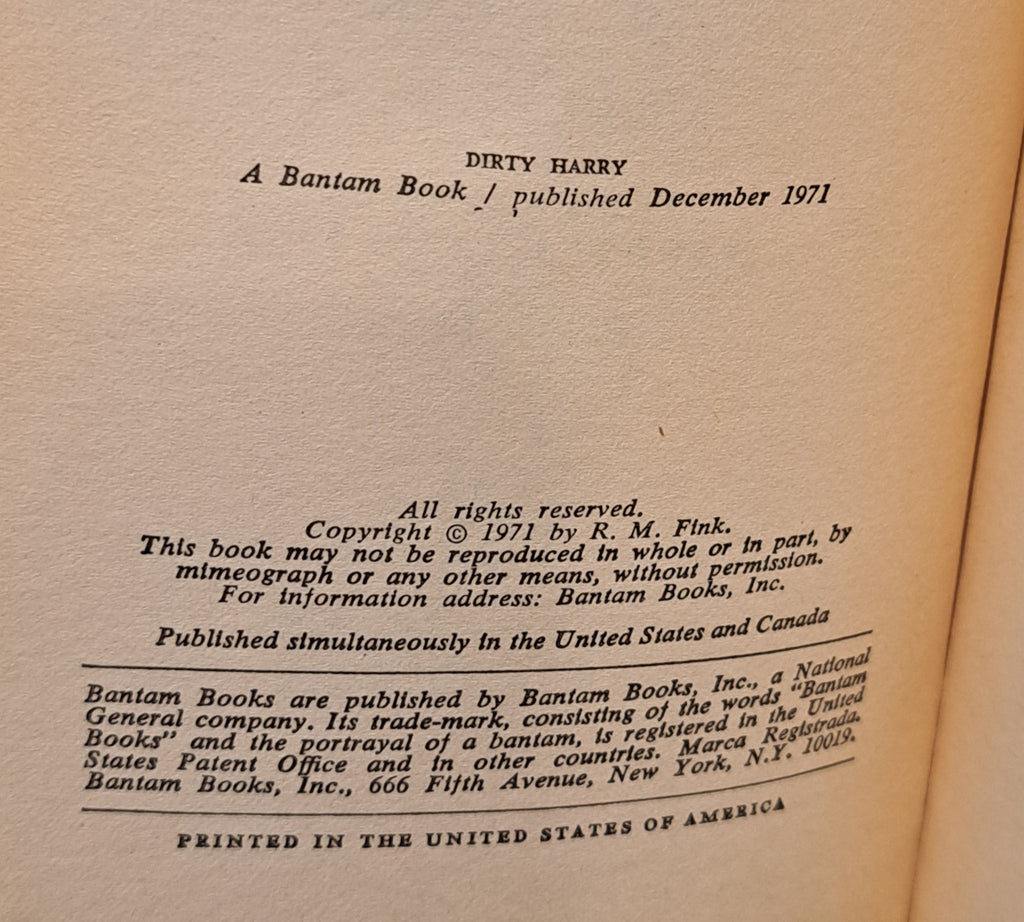 DIRTY HARRY
A Bantam Book / published December 1971
All rights reserved.
Copyright © 1971 by R. M. Fink.
This book may not be reproduced in whole or in part, by
mimeograph or any other means, without permission.
For information address: Bantam Books, Inc.
Published simultaneously in the United States and Canada
Bantam Books are published by Bantam Books, Inc., a National
General company. Its trade-mark, consisting of the words "Bantam
Books" and the portrayal of a bantam, is registered in the United
States Patent Office and in other countries. Marca Registrada.
Bantam Books, Inc., 666 Fifth Avenue, New York, N.Y. 10019.
PRINTED IN THE UNITED STATES OF AMERICA